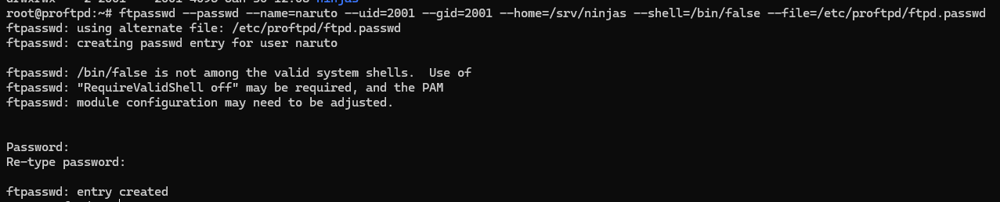 ninjas
root@proftpd:~# ftpasswd --passwd --name=naruto --uid=2001 --gid=2001 --home=/srv/ninjas --shell=/bin/false --file=/etc/proftpd/ftpd.passwd
ftpasswd: using alternate file: /etc/proftpd/ftpd.passwd
ftpasswd: creating passwd entry for user naruto
ftpasswd: /bin/false is not among the valid system shells.  Use of
ftpasswd: "RequireValidShell off" may be required, and the PAM
ftpasswd: module configuration may need to be adjusted.
Password:
Re-type password:
ftpasswd: entry created